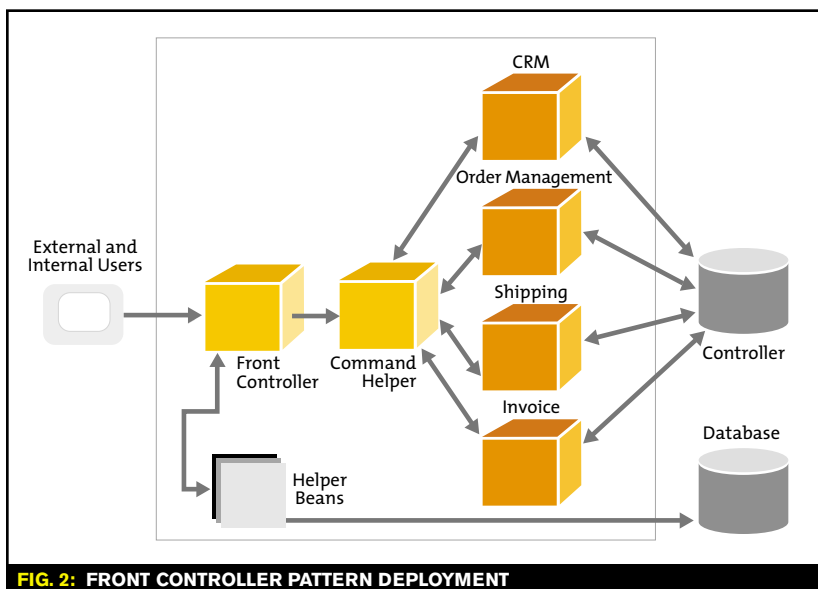 CRM
Order Management
External and
Internal Users
Shipping
Front
Controller
Command
Helper
Controller
Invoice
Database
Helper
Beans
FIG. 2: FRONT CONTROLLER PATTERN DEPLOYMENT